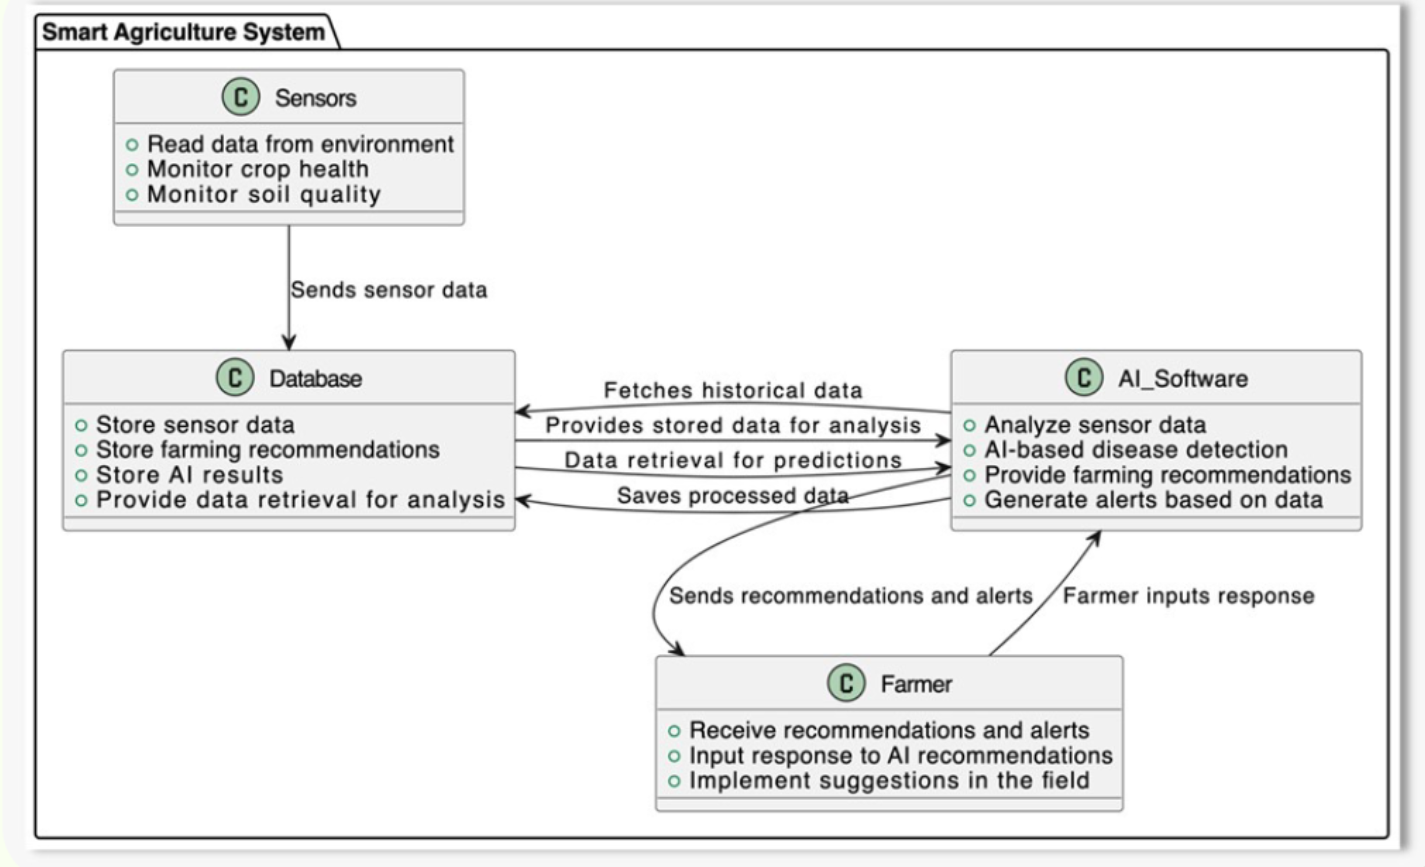 Smart Agriculture System
C Sensors
Read data from environment
Monitor crop health
Monitor soil quality
Sends sensor data
C Database
Store sensor data
Store farming recommendations
Store AI results
Provide data retrieval for analysis
Fetches historical data
Provides stored data for analysis
Data retrieval for predictions
Saves processed data
C AI_Software
Analyze sensor data
AI-based disease detection
Provide farming recommendations
Generate alerts based on data
Sends recommendations and alerts
Farmer inputs response
C Farmer
Receive recommendations and alerts
Input response to AI recommendations
Implement suggestions in the field